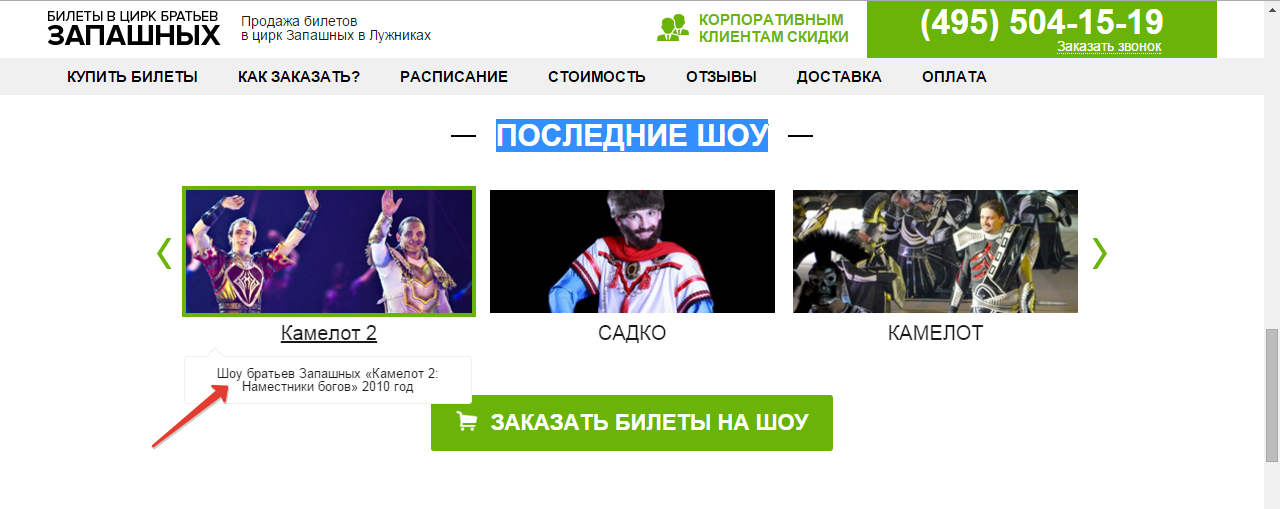 БИЛЕТЫ В ЦИРК БРАТЬЕВ
ЗАПАШНЫХ
Продажа билетов
в цирк Запашных в Лужниках
КОРПОРАТИВНЫМ
КЛИЕНТАМ СКИДКИ
(495) 504-15-19
Заказать звонок
КУПИТЬ БИЛЕТЫ КАК ЗАКАЗАТЬ? РАСПИСАНИЕ СТОИМОСТЬ ОТЗЫВЫ ДОСТАВКА ОПЛАТА
ПОСЛЕДНИЕ ШОУ
Камелот 2 САДКО КАМЕЛОТ
Шоу братьев Запашных «Камелот 2:
Наместники богов» 2010 год
ЗАКАЗАТЬ БИЛЕТЫ НА ШОУ